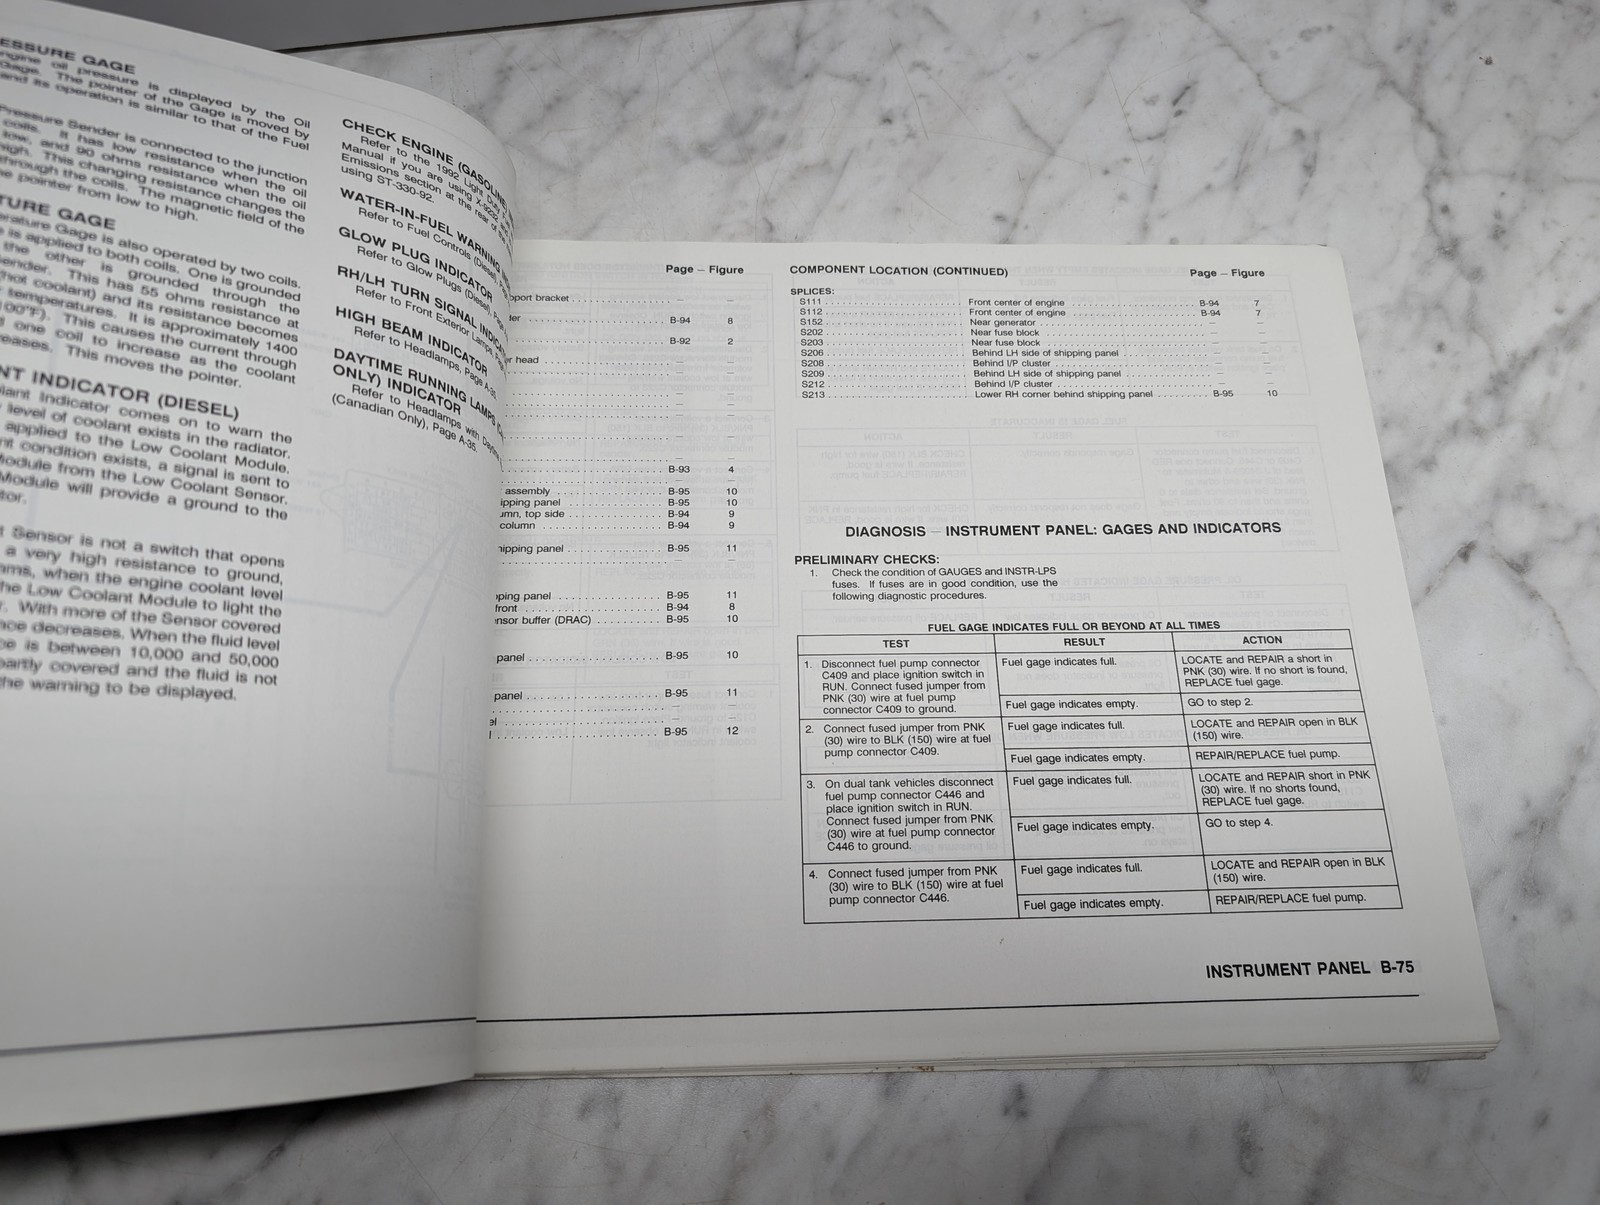 ESSURE GAGE
engine oil pressure is displayed by the Oil
Gage. The pointer of the Gage is moved by
and its operation is similar to that of the Fuel
Pressure Sender is connected to the junction
coils. It has low resistance when the oil
low, and 90 ohms resistance when the oil
high. This changing resistance changes the
through the coils. The magnetic field of the
pointer from low to high.
TURE GAGE
erature Gage is also operated by two coils.
is applied to both coils. One is grounded
the other is grounded through the
sender. This has 55 ohms resistance at
(hot coolant) and its resistance becomes
temperatures. It is approximately 1400
100°F). This causes the current through
one coil to increase as the coolant
eases. This moves the pointer.
NT INDICATOR (DIESEL)
olant Indicator comes on to warn the
level of coolant exists in the radiator.
applied to the Low Coolant Module.
nt condition exists, a signal is sent to
Module from the Low Coolant Sensor.
Module will provide a ground to the
tor.
t Sensor is not a switch that opens
a very high resistance to ground,
hms, when the engine coolant level
the Low Coolant Module to light the
r. With more of the Sensor covered
nce decreases. When the fluid level
e is between 10,000 and 50,000
partly covered and the fluid is not
the warning to be displayed.
CHECK ENGINE (GASOLINE)
Refer to the 1992 Light Duty
Manual if you are using X-9232
Emissions section at the rear of the
using ST-330-92.
WATER-IN-FUEL WARNING
Refer to Fuel Controls (Diesel),
GLOW PLUG INDICATOR
Refer to Glow Plugs (Diesel),
RH/LH TURN SIGNAL INDICAT
Refer to Front Exterior Lamps,
HIGH BEAM INDICATOR
Refer to Headlamps, Page A-35
DAYTIME RUNNING LAMPS
ONLY) INDICATOR
Refer to Headlamps with Daytime
(Canadian Only), Page A-35.
Page – Figure
pport bracket
der B-94 8
B-92 2
r head
B-93 4
assembly B-95 10
ipping panel B-95 10
umn, top side B-94 9
column B-94 9
hipping panel B-95 11
pping panel B-95 11
front B-94 8
ensor buffer (DRAC) B-95 10
panel B-95 10
panel B-95 11
el
B-95 12
COMPONENT LOCATION (CONTINUED) Page – Figure
SPLICES:
S111 Front center of engine B-94 7
S112 Front center of engine B-94 7
S152 Near generator – –
S202 Near fuse block – –
S203 Near fuse block – –
S206 Behind LH side of shipping panel – –
S208 Behind I/P cluster – –
S209 Behind LH side of shipping panel – –
S212 Behind I/P cluster – –
S213 Lower RH corner behind shipping panel B-95 10
DIAGNOSIS – INSTRUMENT PANEL: GAGES AND INDICATORS
PRELIMINARY CHECKS:
1. Check the condition of GAUGES and INSTR-LPS
fuses. If fuses are in good condition, use the
following diagnostic procedures.
FUEL GAGE INDICATES FULL OR BEYOND AT ALL TIMES
TEST RESULT ACTION
1. Disconnect fuel pump connector
C409 and place ignition switch in
RUN. Connect fused jumper from
PNK (30) wire at fuel pump
connector C409 to ground.
Fuel gage indicates full.
LOCATE and REPAIR a short in
PNK (30) wire. If no short is found,
REPLACE fuel gage.
Fuel gage indicates empty.
GO to step 2.
2. Connect fused jumper from PNK
(30) wire to BLK (150) wire at fuel
pump connector C409.
Fuel gage indicates full.
LOCATE and REPAIR open in BLK
(150) wire.
Fuel gage indicates empty.
REPAIR/REPLACE fuel pump.
3. On dual tank vehicles disconnect
fuel pump connector C446 and
place ignition switch in RUN.
Connect fused jumper from PNK
(30) wire at fuel pump connector
C446 to ground.
Fuel gage indicates full.
LOCATE and REPAIR short in PNK
(30) wire. If no shorts found,
REPLACE fuel gage.
Fuel gage indicates empty.
GO to step 4.
4. Connect fused jumper from PNK
(30) wire to BLK (150) wire at fuel
pump connector C446.
Fuel gage indicates full.
LOCATE and REPAIR open in BLK
(150) wire.
Fuel gage indicates empty.
REPAIR/REPLACE fuel pump.
INSTRUMENT PANEL B-75